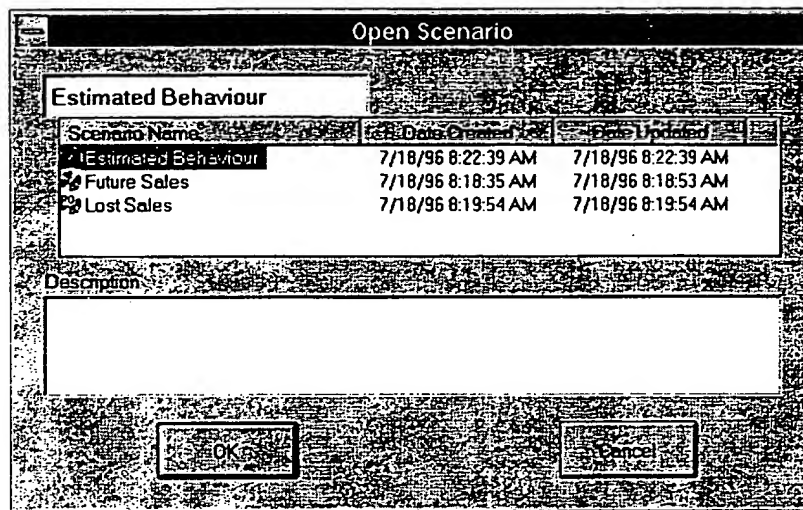 Open Scenario
Estimated Behaviour
Scenario Name Date Created Date Updated
Estimated Behaviour 7/18/96 8:22:39 AM 7/18/96 8:22:39 AM
Future Sales 7/18/96 8:18:35 AM 7/18/96 8:18:53 AM
Lost Sales 7/18/96 8:19:54 AM 7/18/96 8:19:54 AM
Description
OK Cancel